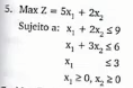 5. Max Z = 5x₁ + 2x₂
Sujeito a: x₁ + 2x₂ ≤ 9
x₁ + 3x₂ ≤ 6
x₁ ≤ 3
x₁ ≥ 0, x₂ ≥ 0